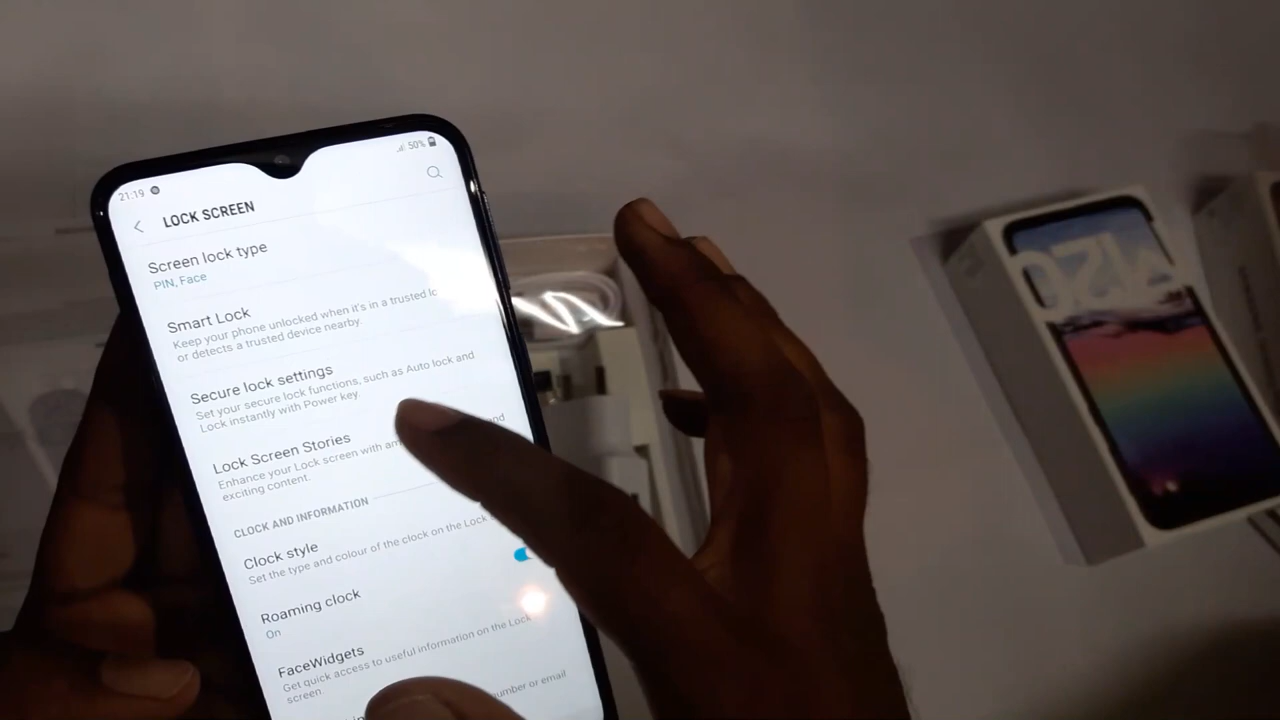 21:19
50%
LOCK SCREEN
Screen lock type
PIN, Face
Smart Lock
Keep your phone unlocked when it's in a trusted
or detects a trusted device nearby.
Secure lock settings
Set your secure lock functions, such as Auto lock and
Lock instantly with Power key.
Lock Screen Stories
Enhance your Lock screen with and
exciting content.
CLOCK AND INFORMATION
Clock style
Set the type and colour of the clock on the Lock
Roaming clock
On
FaceWidgets
Get quick access to useful information on the Lock
screen.
number or email
M20